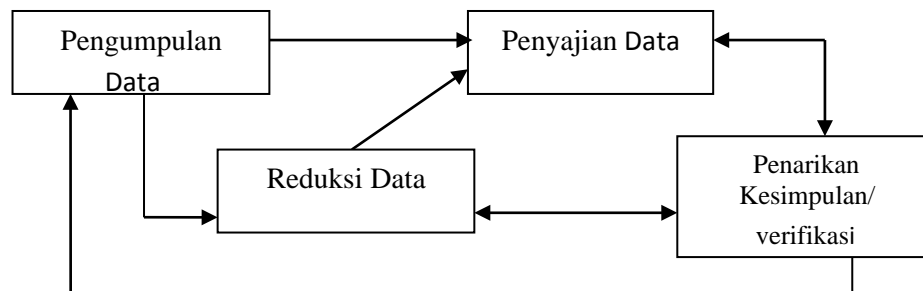 Pengumpulan
Data
Penyajian Data
Reduksi Data
Penarikan
Kesimpulan/
verifikasi